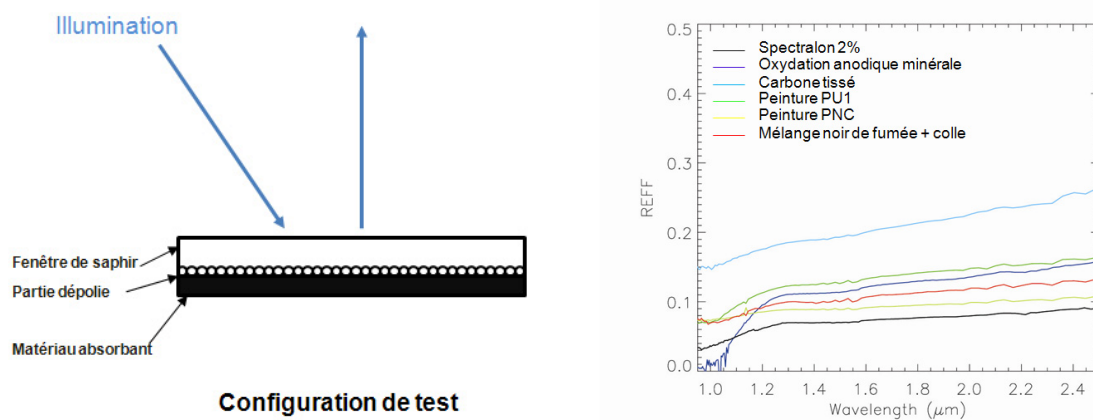 Illumination
Fenêtre de saphir
Partie dépolie
Matériau absorbant
Configuration de test
0.5
0.4
0.3
0.2
0.1
0.0
REFF
Spectralon 2%
Oxydation anodique minérale
Carbone tissé
Peinture PU1
Peinture PNC
Mélange noir de fumée + colle
1.0 1.2 1.4 1.6 1.8 2.0 2.2 2.4
Wavelength (μm)